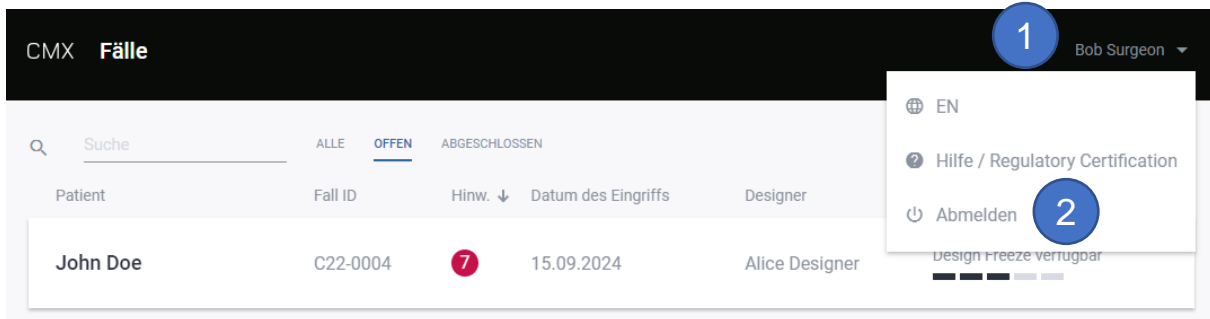 CMX Fälle
1
Bob Surgeon
EN
Suche
ALLE OFFEN ABGESCHLOSSEN
Hilfe / Regulatory Certification
Patient Fall ID Hinw. Datum des Eingriffs Designer
Abmelden 2
John Doe C22-0004 7 15.09.2024 Alice Designer Design Freeze verfügbar